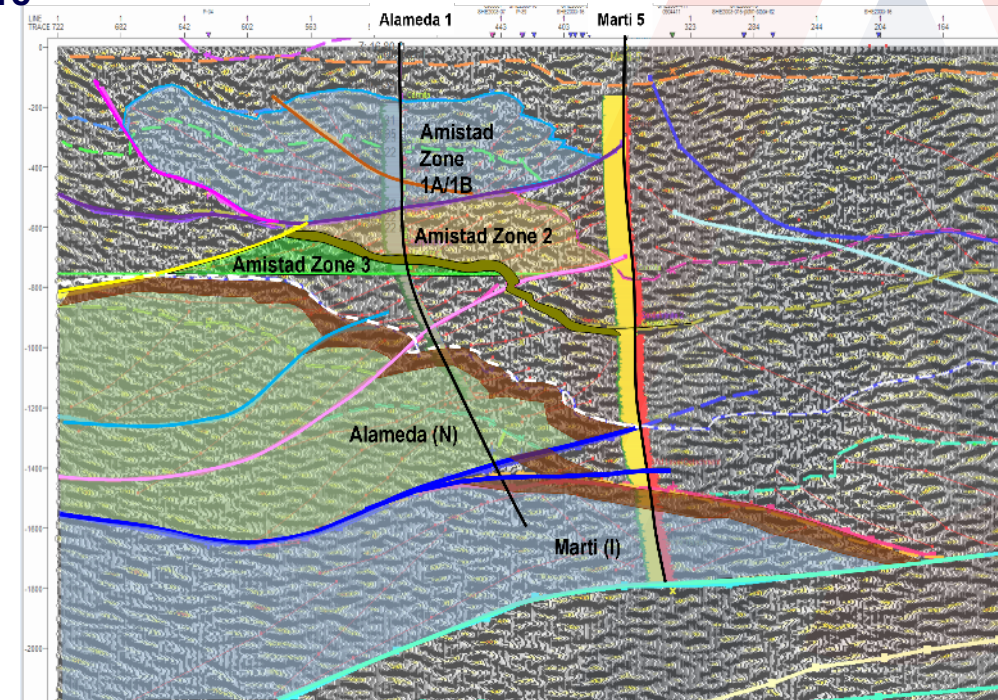 Alameda 1
Marti 5
LINE
TRACE 722 682 642 602 563 443 403 323 284 244 204 164
0
-200
-400
-600
-800
-1000
-1200
-1400
-1600
-1800
-2000
Amistad
Zone
1A/1B
Amistad Zone 2
Amistad Zone 3
Alameda (N)
Marti (I)